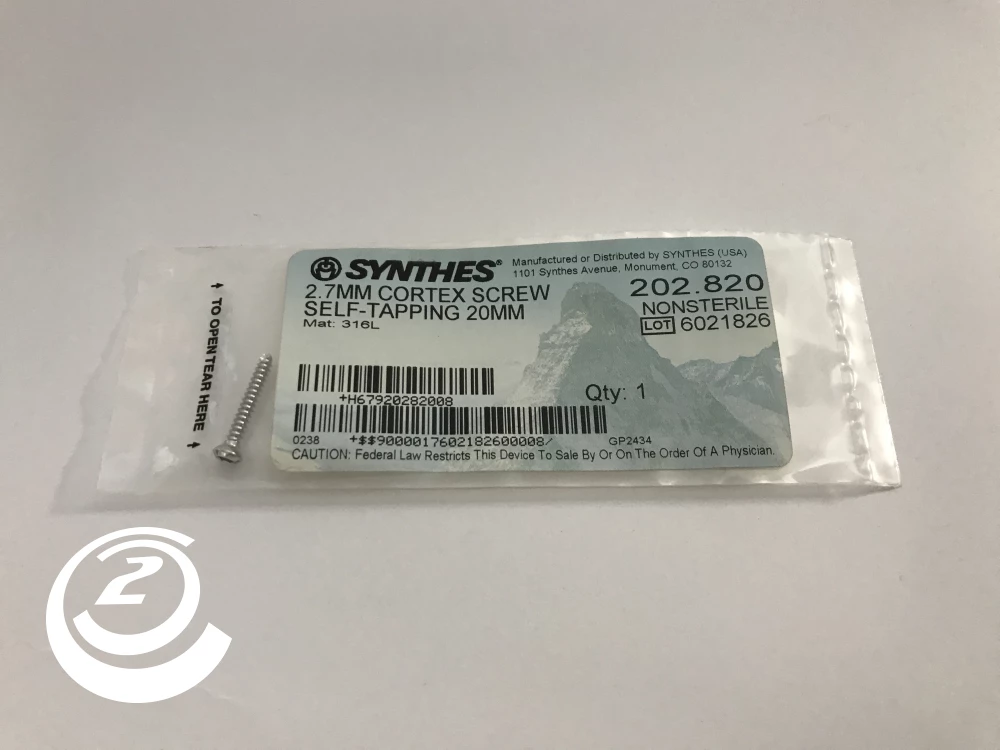 SYNTHES®
Manufactured or Distributed by SYNTHES (USA)
1101 Synthes Avenue, Monument, CO 80132
2.7MM CORTEX SCREW
SELF-TAPPING 20MM
Mat: 316L
202.820
NONSTERILE
LOT 6021826
+H67920282008
Qty: 1
0238 +$$9000017602182600008/ GP2434
CAUTION: Federal Law Restricts This Device To Sale By Or On The Order Of A Physician.
TO OPEN TEAR HERE
2